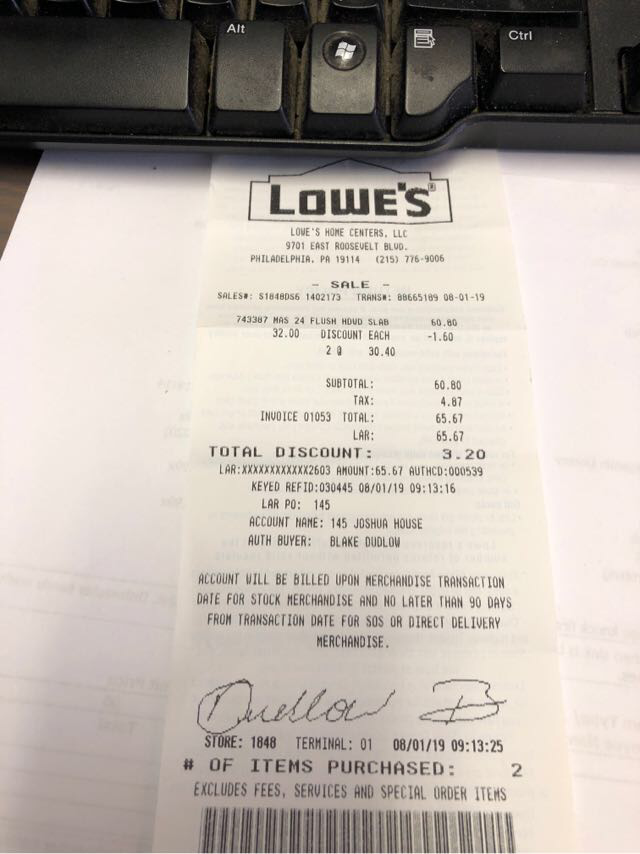 Alt
Ctrl
LOWE'S
LOWE'S HOME CENTERS, LLC
9701 EAST ROOSEVELT BLVD.
PHILADELPHIA, PA 19114 (215) 776-9006
- SALE -
SALES#: S1848DS6 1402173 TRANS#: 88665189 08-01-19
743387 MAS 24 FLUSH HDWD SLAB 60.80
32.00 DISCOUNT EACH -1.60
2 @ 30.40
SUBTOTAL: 60.80
TAX: 4.87
INVOICE 01053 TOTAL: 65.67
LAR: 65.67
TOTAL DISCOUNT: 3.20
LAR:XXXXXXXXXXXX2603 AMOUNT:65.67 AUTHCD:000539
KEYED REFID:030445 08/01/19 09:13:16
LAR PO: 145
ACCOUNT NAME: 145 JOSHUA HOUSE
AUTH BUYER: BLAKE DUDLOW
ACCOUNT WILL BE BILLED UPON MERCHANDISE TRANSACTION
DATE FOR STOCK MERCHANDISE AND NO LATER THAN 90 DAYS
FROM TRANSACTION DATE FOR SOS OR DIRECT DELIVERY
MERCHANDISE.
Dudlow B
STORE: 1848 TERMINAL: 01 08/01/19 09:13:25
# OF ITEMS PURCHASED: 2
EXCLUDES FEES, SERVICES AND SPECIAL ORDER ITEMS